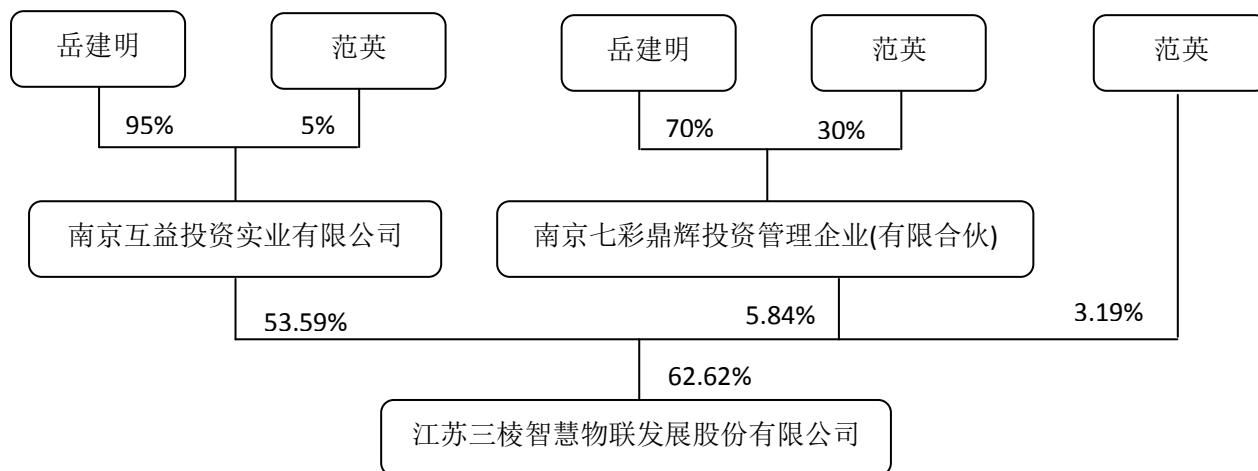 岳建明
范英
岳建明
范英
范英
95%
5%
70%
30%
南京互益投资实业有限公司
南京七彩鼎辉投资管理企业(有限合伙)
53.59%
5.84%
3.19%
62.62%
江苏三棱智慧物联发展股份有限公司